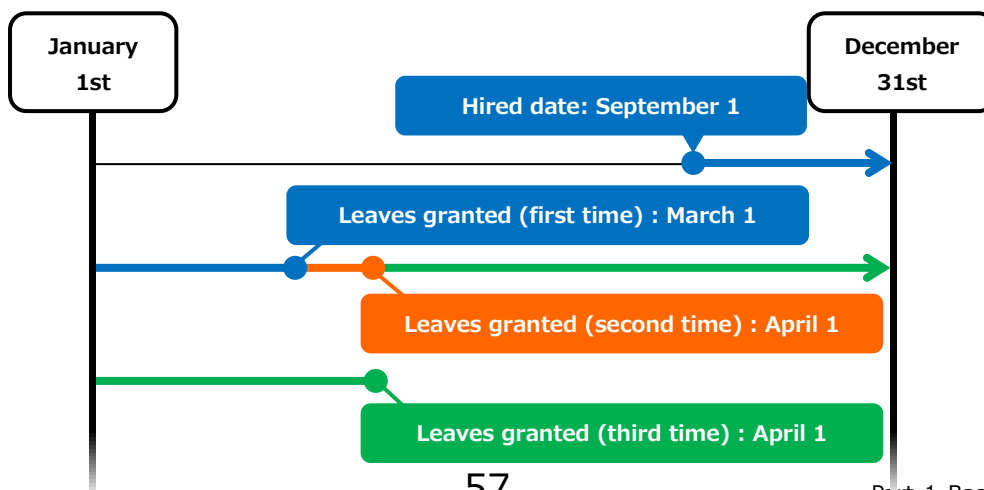 January
1st
December
31st
Hired date: September 1
Leaves granted (first time) : March 1
Leaves granted (second time) : April 1
Leaves granted (third time) : April 1
57